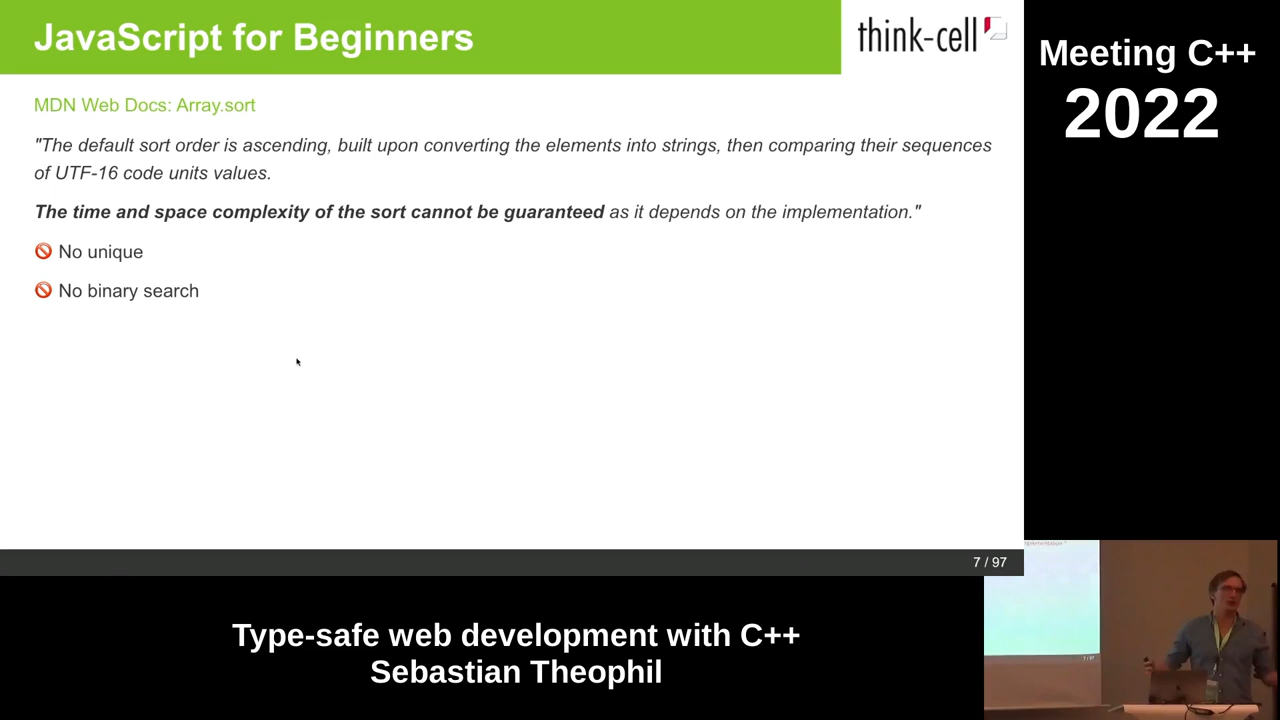 JavaScript for Beginners
think-cell
MDN Web Docs: Array.sort
"The default sort order is ascending, built upon converting the elements into strings, then comparing their sequences
of UTF-16 code units values.
The time and space complexity of the sort cannot be guaranteed as it depends on the implementation."
No unique
No binary search
7 / 97
Meeting C++
2022
Type-safe web development with C++
Sebastian Theophil
7 / 97